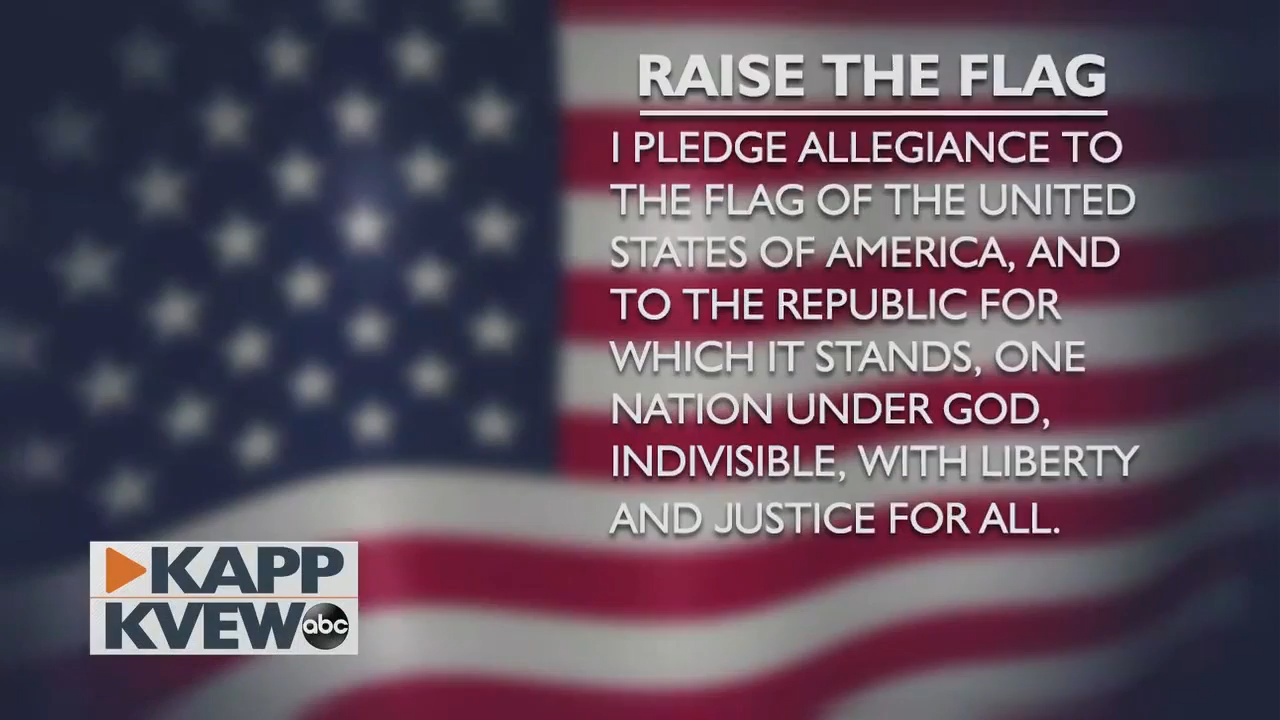 RAISE THE FLAG
I PLEDGE ALLEGIANCE TO
THE FLAG OF THE UNITED
STATES OF AMERICA, AND
TO THE REPUBLIC FOR
WHICH IT STANDS, ONE
NATION UNDER GOD,
INDIVISIBLE, WITH LIBERTY
AND JUSTICE FOR ALL.
KAPP
KVEW abc